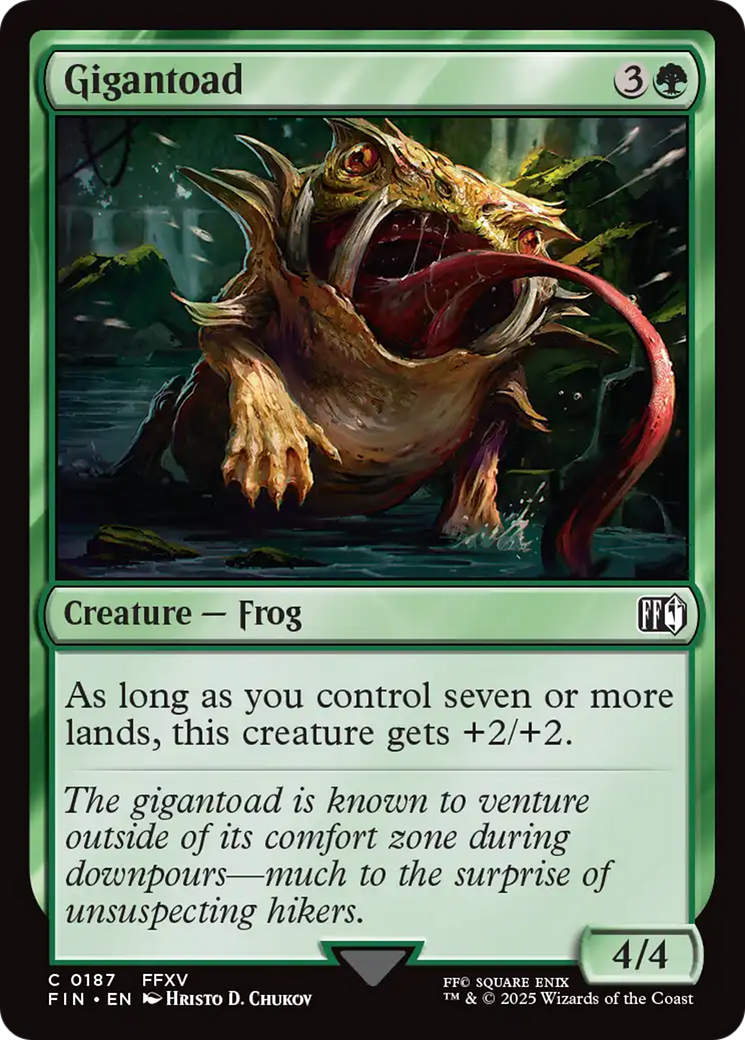 Gigantoad
3
Creature — Frog
FF
As long as you control seven or more
lands, this creature gets +2/+2.
The gigantoad is known to venture
outside of its comfort zone during
downpours—much to the surprise of
unsuspecting hikers.
4/4
C 0187 FFXV
FIN • EN Hristo D. Chukov
FF© SQUARE ENIX
™ & © 2025 Wizards of the Coast